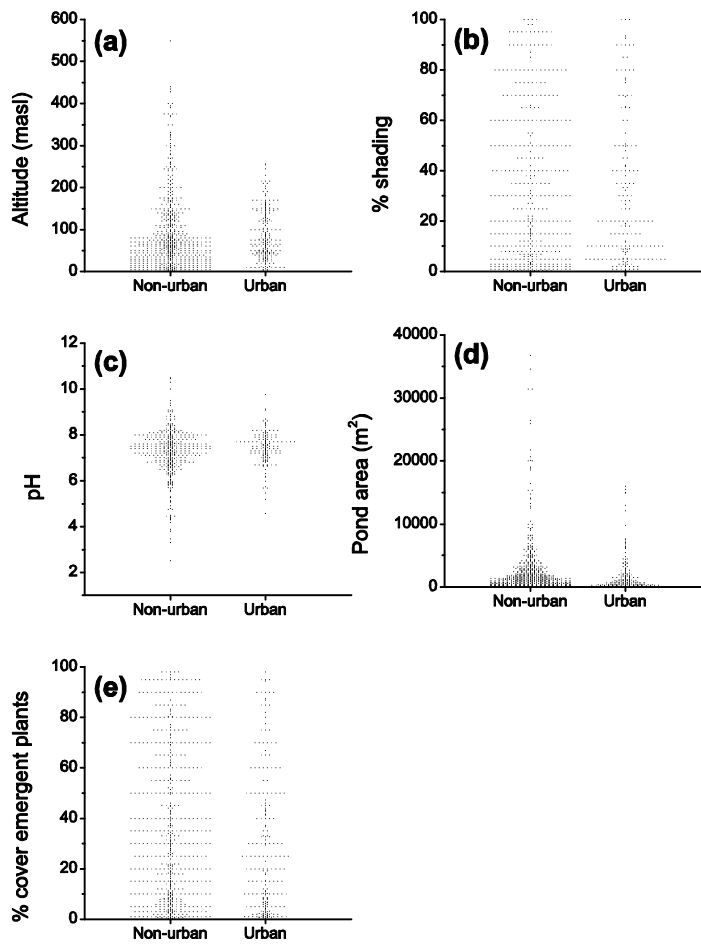 (a)
Altitude (masl)
600
500
400
300
200
100
0
Non-urban Urban
(b)
% shading
100
80
60
40
20
0
Non-urban Urban
(c)
pH
12
10
8
6
4
2
Non-urban Urban
(d)
Pond area (m²)
40000
30000
20000
10000
0
Non-urban Urban
(e)
% cover emergent plants
100
80
60
40
20
0
Non-urban Urban